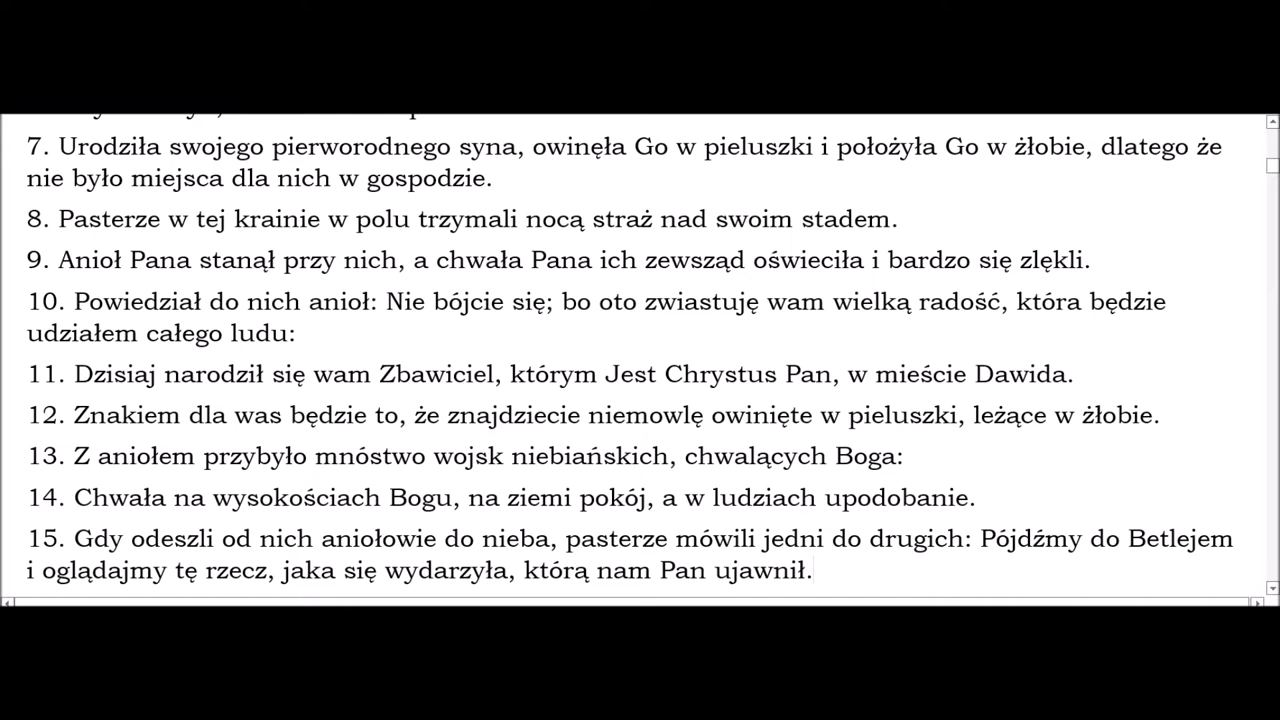 7. Urodziła swojego pierworodnego syna, owinęła Go w pieluszki i położyła Go w żłobie, dlatego że
nie było miejsca dla nich w gospodzie.
8. Pasterze w tej krainie w polu trzymali nocą straż nad swoim stadem.
9. Anioł Pana stanął przy nich, a chwała Pana ich zewsząd oświeciła i bardzo się zlękli.
10. Powiedział do nich anioł: Nie bójcie się; bo oto zwiastuję wam wielką radość, która będzie
udziałem całego ludu:
11. Dzisiaj narodził się wam Zbawiciel, którym Jest Chrystus Pan, w mieście Dawida.
12. Znakiem dla was będzie to, że znajdziecie niemowlę owinięte w pieluszki, leżące w żłobie.
13. Z aniołem przybyło mnóstwo wojsk niebiańskich, chwalących Boga:
14. Chwała na wysokościach Bogu, na ziemi pokój, a w ludziach upodobanie.
15. Gdy odeszli od nich aniołowie do nieba, pasterze mówili jedni do drugich: Pójdźmy do Betlejem
i oglądajmy tę rzecz, jaka się wydarzyła, którą nam Pan ujawnił.